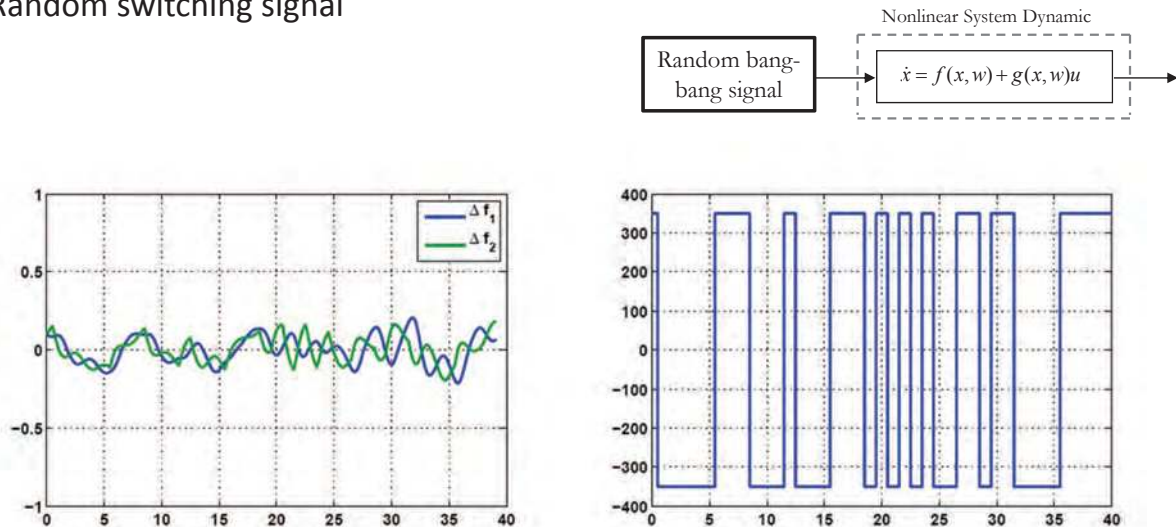 Random switching signal
Nonlinear System Dynamic
Random bang-
bang signal
ẋ = f(x,w)+g(x,w)u
1
0.5
0
−0.5
−1
0 5 10 15 20 25 30 35 40
Δ f1
Δ f2
400
300
200
100
0
−100
−200
−300
−400
0 5 10 15 20 25 30 35 40